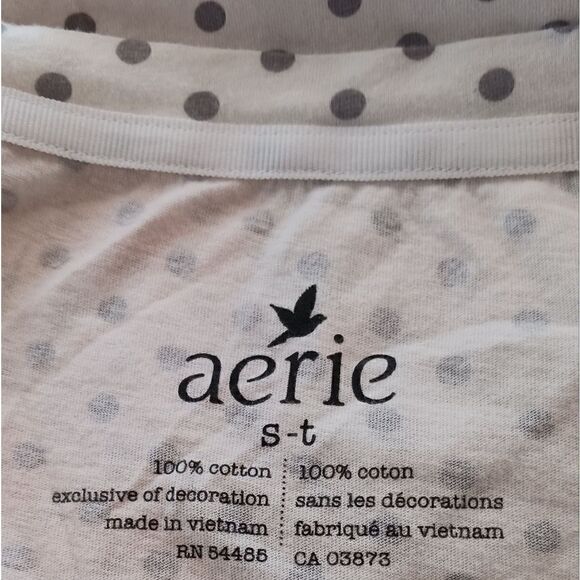 aerie
s-t
100% cotton
exclusive of decoration
made in vietnam
RN 54485
100% coton
sans les décorations
fabriqué au vietnam
CA 03873